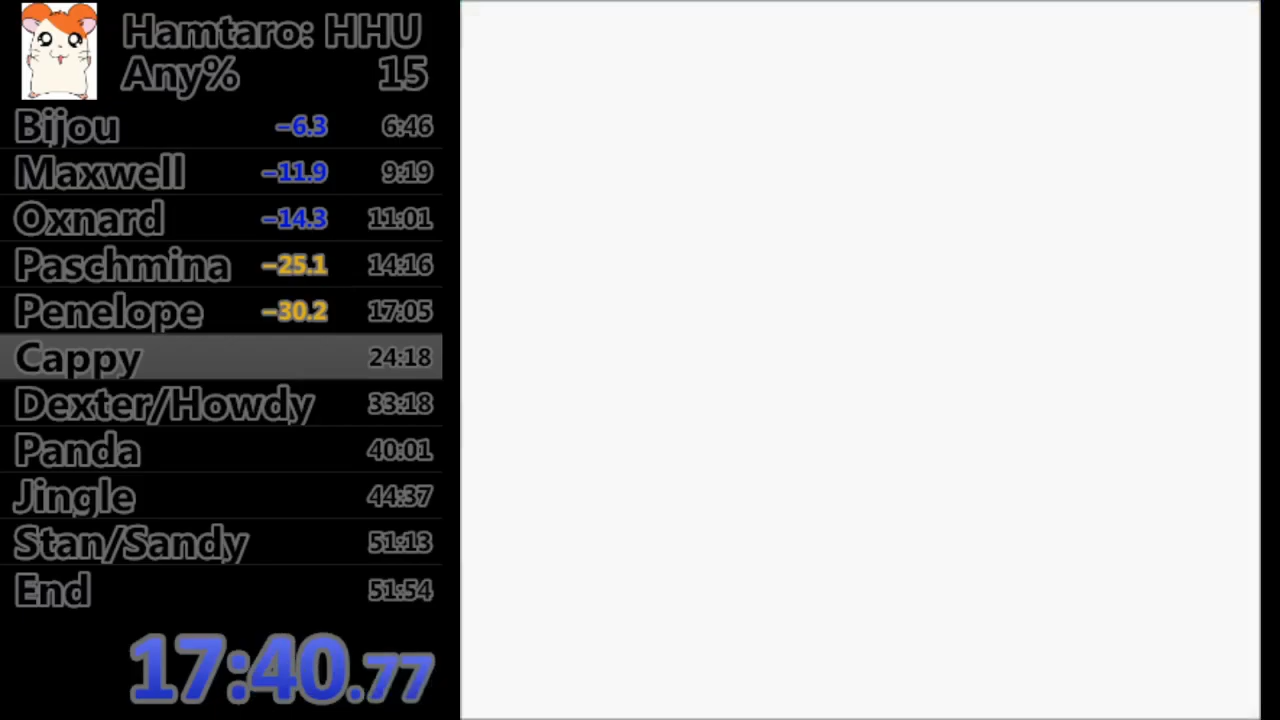 Hamtaro: HHU
Any% 15
Bijou -6.3 6:46
Maxwell -11.9 9:19
Oxnard -14.3 11:01
Paschmina -25.1 14:16
Penelope -30.2 17:05
Cappy 24:18
Dexter/Howdy 33:18
Panda 40:01
Jingle 44:37
Stan/Sandy 51:13
End 51:54
17:40.77